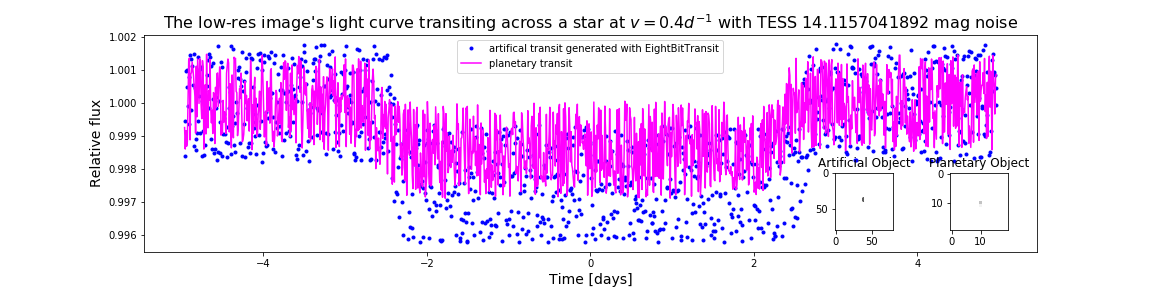 The low-res image's light curve transiting across a star at v = 0.4d⁻¹ with TESS 14.1157041892 mag noise
artifical transit generated with EightBitTransit
planetary transit
Relative flux
1.002
1.001
1.000
0.999
0.998
0.997
0.996
−4
−2
0
2
4
Time [days]
Artificial Object
0
50
0
50
Planetary Object
0
10
0
10